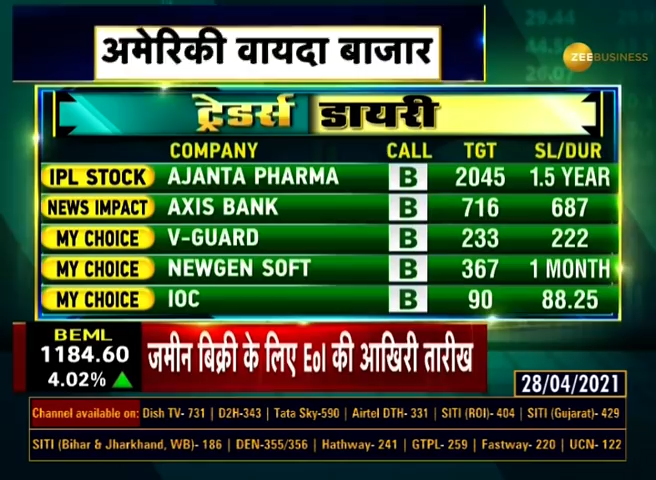 अमेरिकी वायदा बाजार
ZEEBUSINESS
ट्रेडर्स डायरी
COMPANY CALL TGT SL/DUR
IPL STOCK AJANTA PHARMA B 2045 1.5 YEAR
NEWS IMPACT AXIS BANK B 716 687
MY CHOICE V-GUARD B 233 222
MY CHOICE NEWGEN SOFT B 367 1 MONTH
MY CHOICE IOC B 90 88.25
BEML
1184.60
4.02%
जमीन बिक्री के लिए EoI की आखिरी तारीख
28/04/2021
Channel available on: Dish TV- 731 | D2H-343 | Tata Sky-590 | Airtel DTH- 331 | SITI (ROI)- 404 | SITI (Gujarat)- 429
SITI (Bihar & Jharkhand, WB)- 186 | DEN-355/356 | Hathway- 241 | GTPL- 259 | Fastway- 220 | UCN- 122